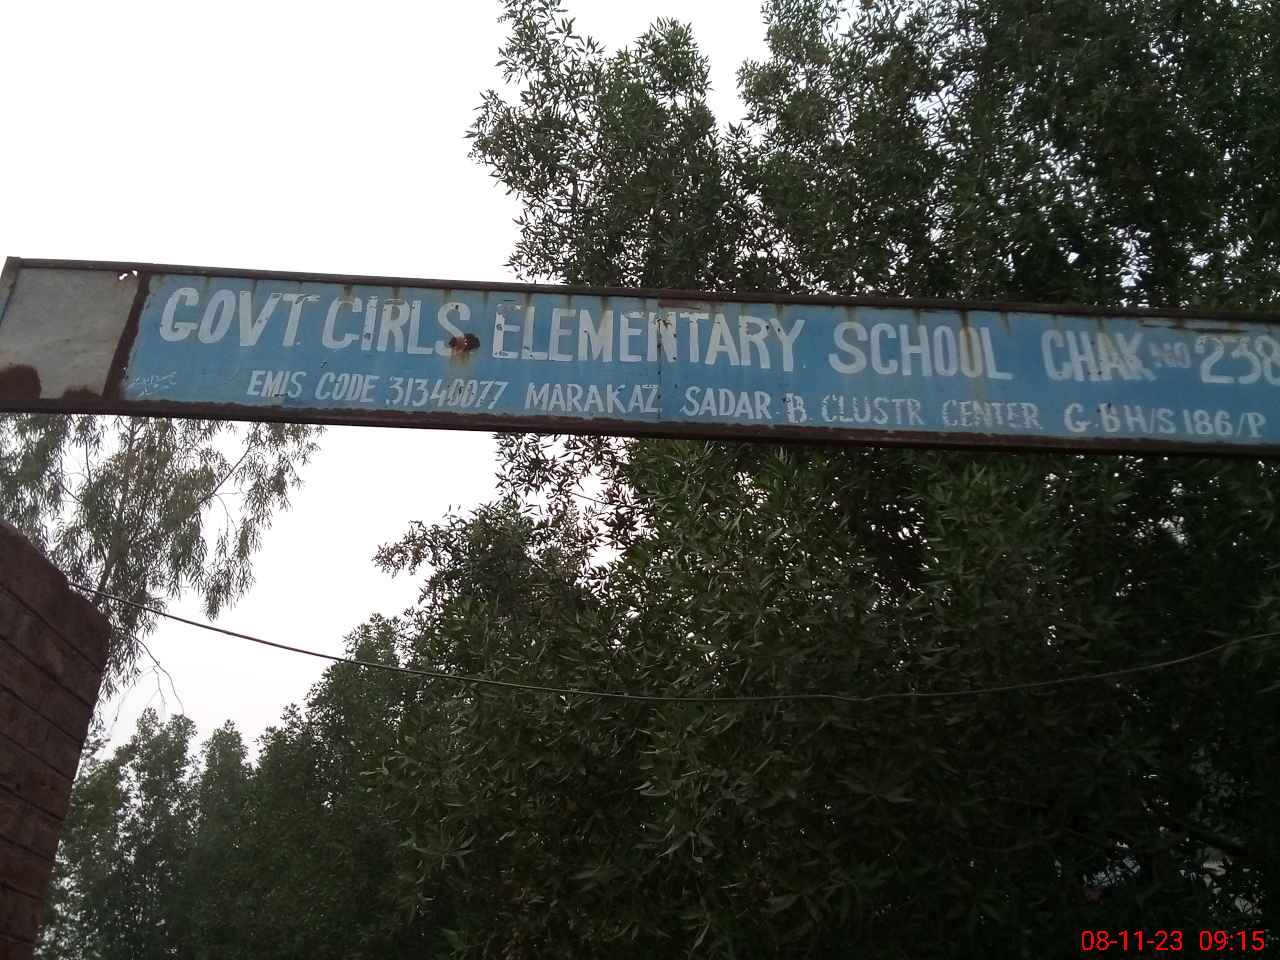 GOVT. GIRLS ELEMENTARY SCHOOL CHAK NO 238
EMIS CODE 31340077 MARAKAZ SADAR B. CLUSTR CENTER G.B H/S 186/P
08-11-23 09:15